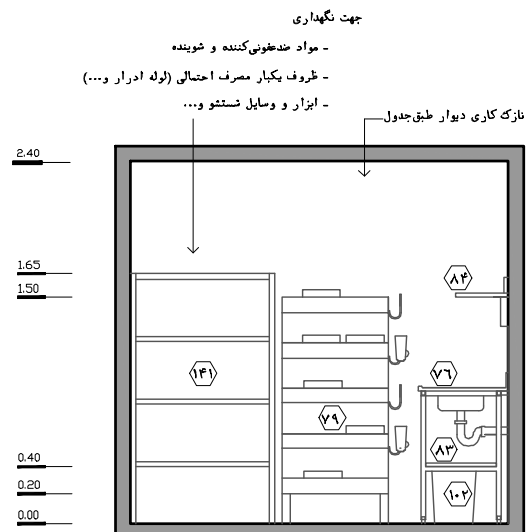 جهت نگهداری
- مواد ضدعفونی‌کننده و شوینده
- ظروف یکبار مصرف احتمالی (لوله ادرار و...)
- ابزار و وسایل شستشو و...
نازک کاری دیوار طبق‌جدول
2.40
1.65
1.50
0.40
0.20
0.00
۸۴
۷۶
۱۴۱
۷۹
۸۳
۱۰۲